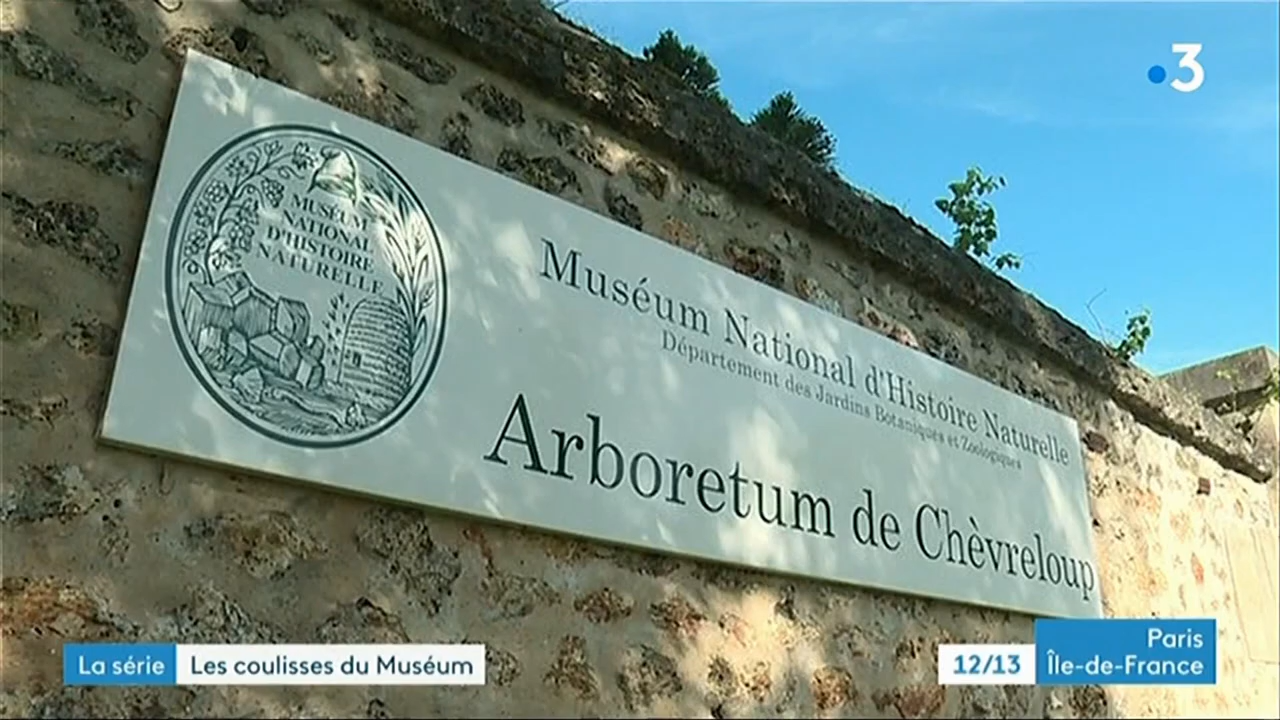 3
MUSÉUM
NATIONAL
D'HISTOIRE
NATURELLE
Muséum National d'Histoire Naturelle
Département des Jardins Botaniques et Zoologiques
Arboretum de Chèvreloup
La série Les coulisses du Muséum
12/13 Paris
Île-de-France